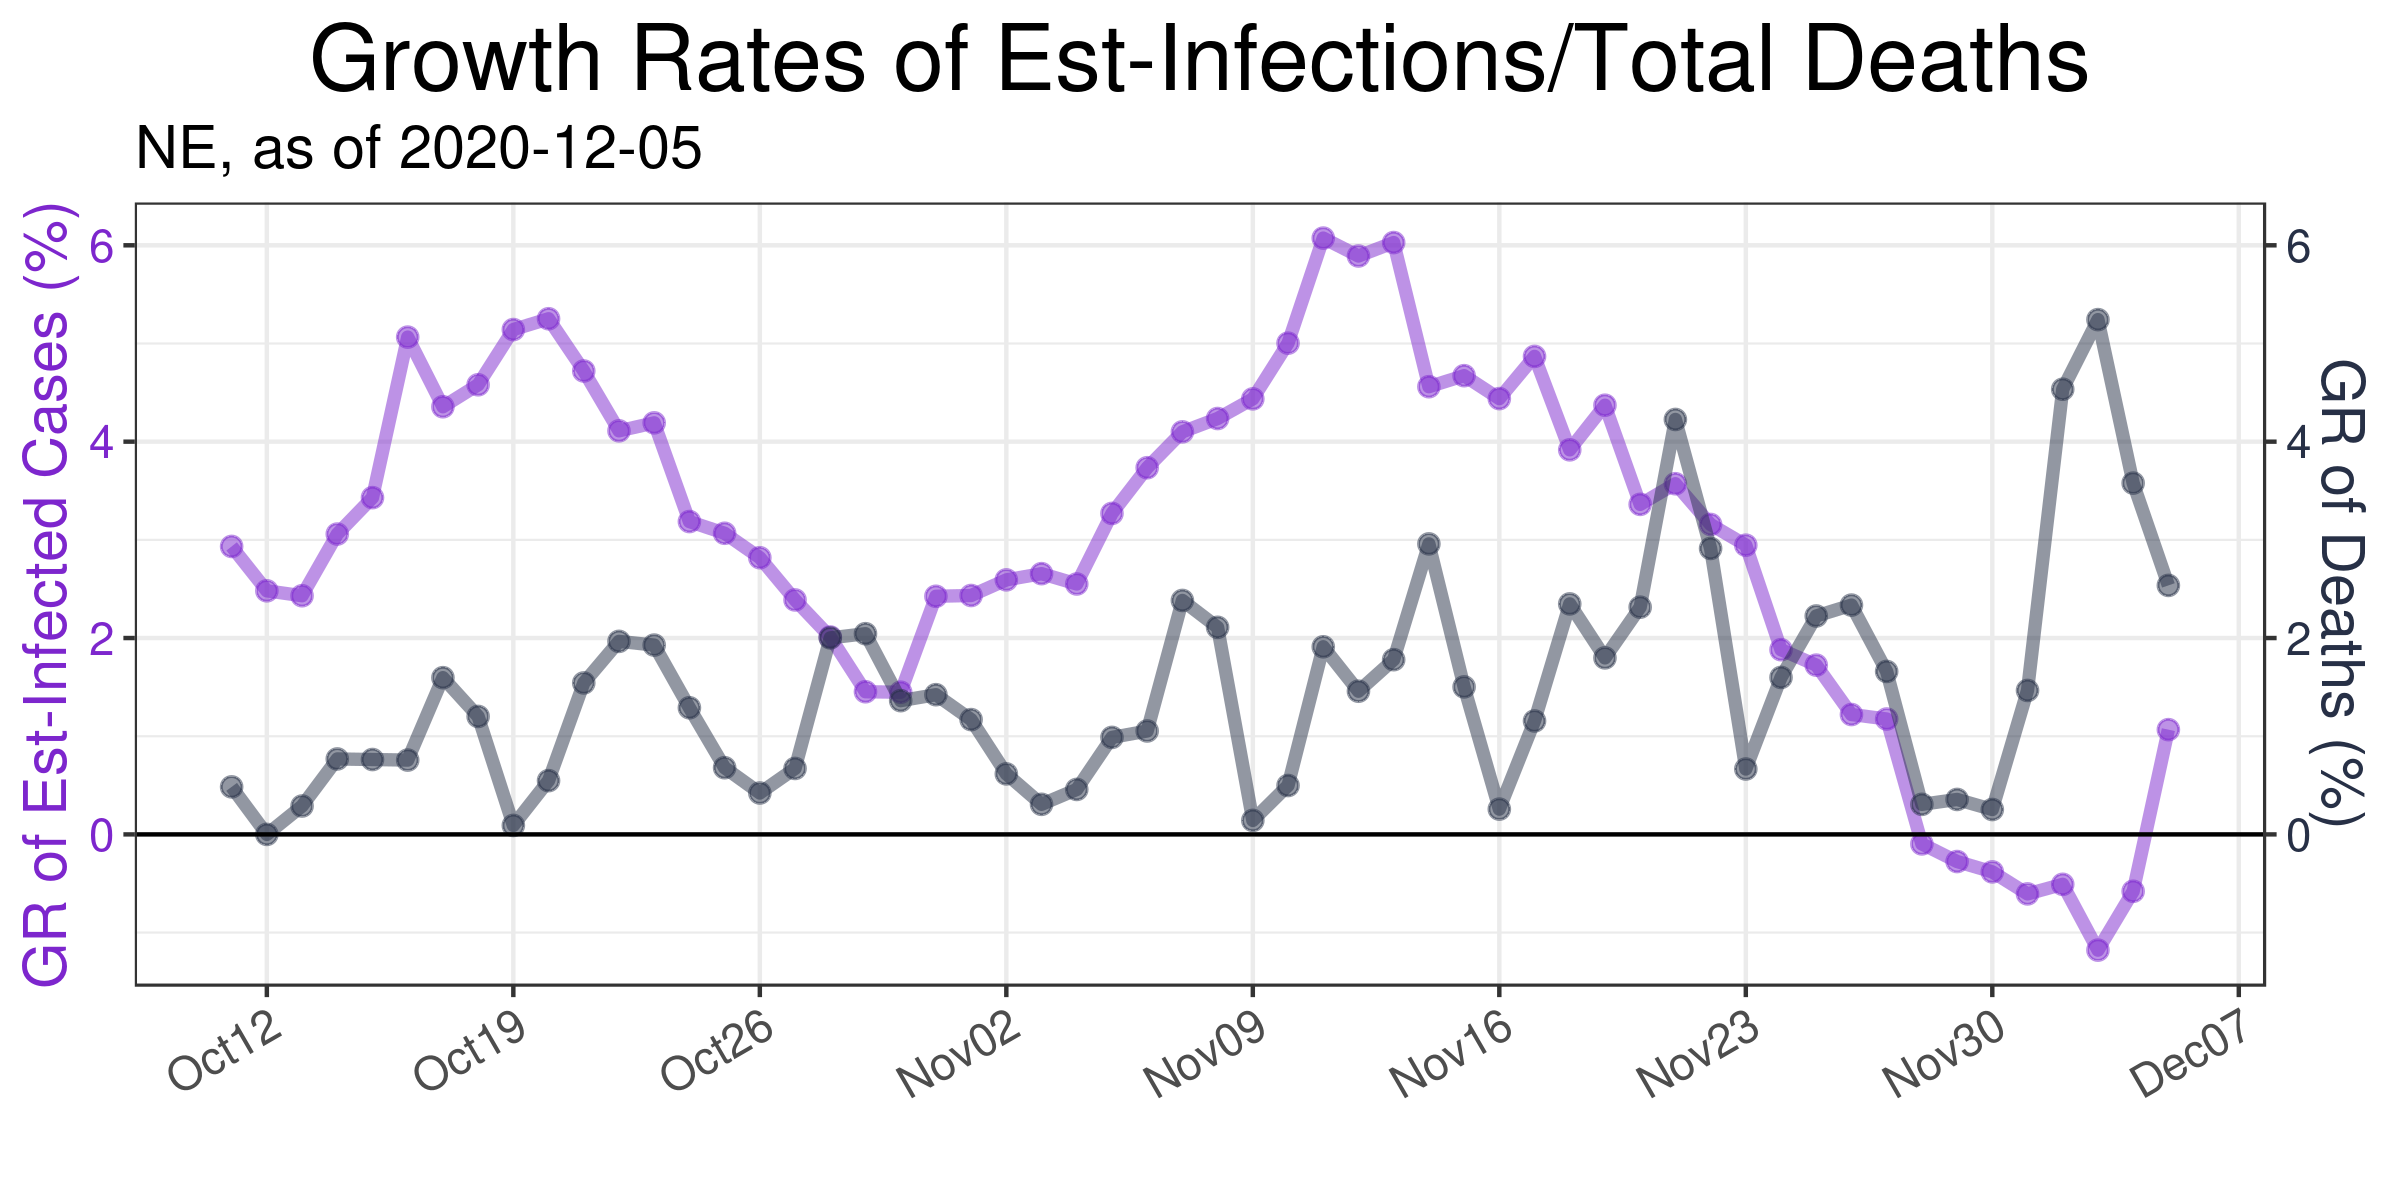 Growth Rates of Est-Infections/Total Deaths
NE, as of 2020-12-05
GR of Est-Infected Cases (%)
6
4
2
0
6
4
2
0
GR of Deaths (%)
Oct12 Oct19 Oct26 Nov02 Nov09 Nov16 Nov23 Nov30 Dec07